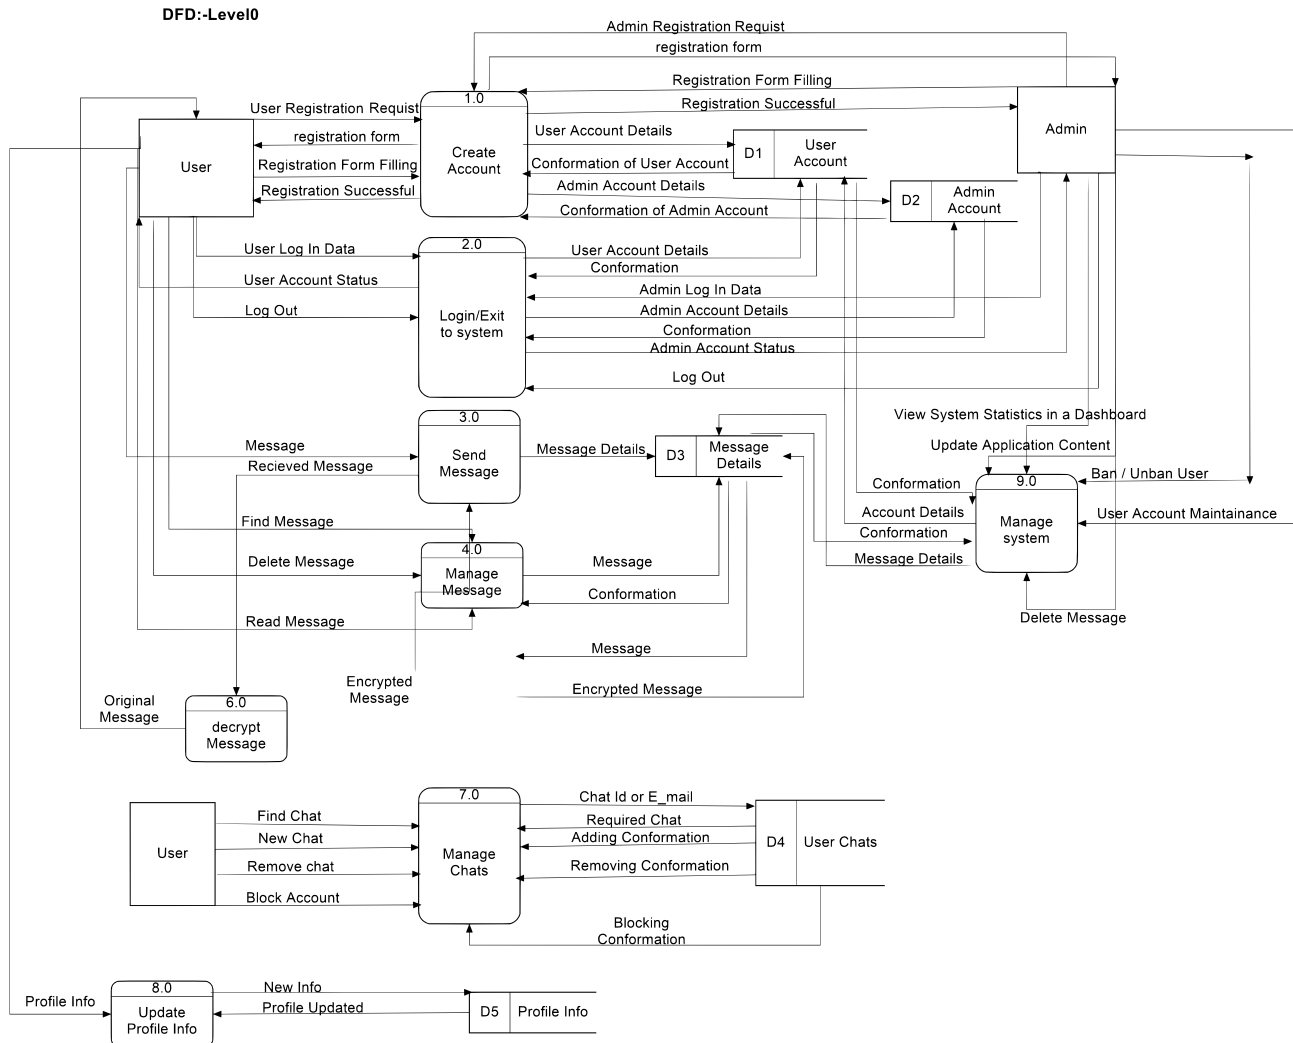 DFD:-Level0
Admin Registration Requist
registration form
Registration Form Filling
1.0
User Registration Requist
Registration Successful
Admin
User Account Details
registration form
Create
Account
D1
User
Account
User
Conformation of User Account
Registration Form Filling
Admin Account Details
Registration Successful
D2
Admin
Account
Conformation of Admin Account
2.0
User Log In Data
User Account Details
Conformation
User Account Status
Admin Log In Data
Log Out
Login/Exit
to system
Admin Account Details
Conformation
Admin Account Status
Log Out
3.0
View System Statistics in a Dashboard
Message
Send
Message
Message Details
D3
Message
Details
Update Application Content
Recieved Message
9.0
Ban / Unban User
Conformation
Account Details
User Account Maintainance
Find Message
Manage
system
Conformation
4.0
Delete Message
Manage
Message
Message
Message Details
Conformation
Read Message
Delete Message
Message
Encrypted
Message
Encrypted Message
Original
Message
6.0
decrypt
Message
7.0
Chat Id or E_mail
Find Chat
Required Chat
New Chat
Adding Conformation
User
Manage
Chats
D4
User Chats
Remove chat
Removing Conformation
Block Account
Blocking
Conformation
8.0
New Info
Profile Info
Update
Profile Info
Profile Updated
D5
Profile Info